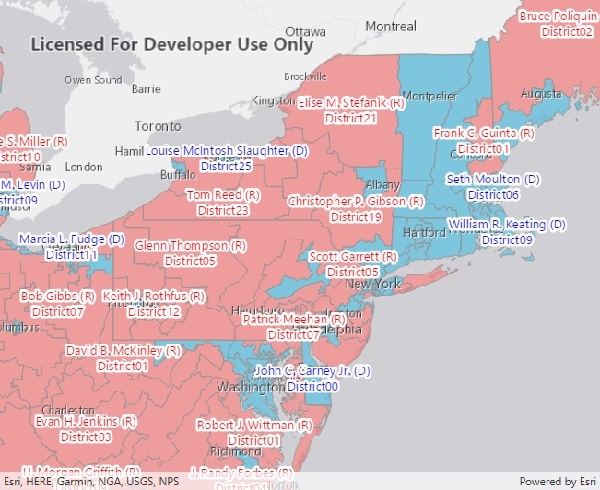 Bruce Poliquin
District02
Montreal
Ottawa
Licensed For Developer Use Only
Brockville
Owen Sound
Barrie
Augusta
Montpelier
Kingston
Elise M. Stefanik (R)
District21
Toronto
Frank C. Guinta (R)
District01
S. Miller (R)
District10
Sarnia
London
Louise McIntosh Slaughter (D)
District25
Buffalo
Albany
Seth Moulton (D)
District06
M. Levin (D)
District09
Tom Reed (R)
District23
Christopher P. Gibson (R)
District19
William R. Keating (D)
District09
Hartford
Marcia L. Fudge (D)
District11
Glenn Thompson (R)
District05
Scott Garrett (R)
District05
New York
Bob Gibbs (R)
District07
Keith J. Rothfus (R)
District12
Patrick Meehan (R)
District07
David B. McKinley (R)
District01
John C. Carney Jr. (D)
District00
Washington
Charleston
Evan H. Jenkins (R)
District03
Robert J. Wittman (R)
District01
Richmond
H. Morgan Griffith (R)
J. Randy Forbes (R)
Esri, HERE, Garmin, NGA, USGS, NPS
Powered by Esri